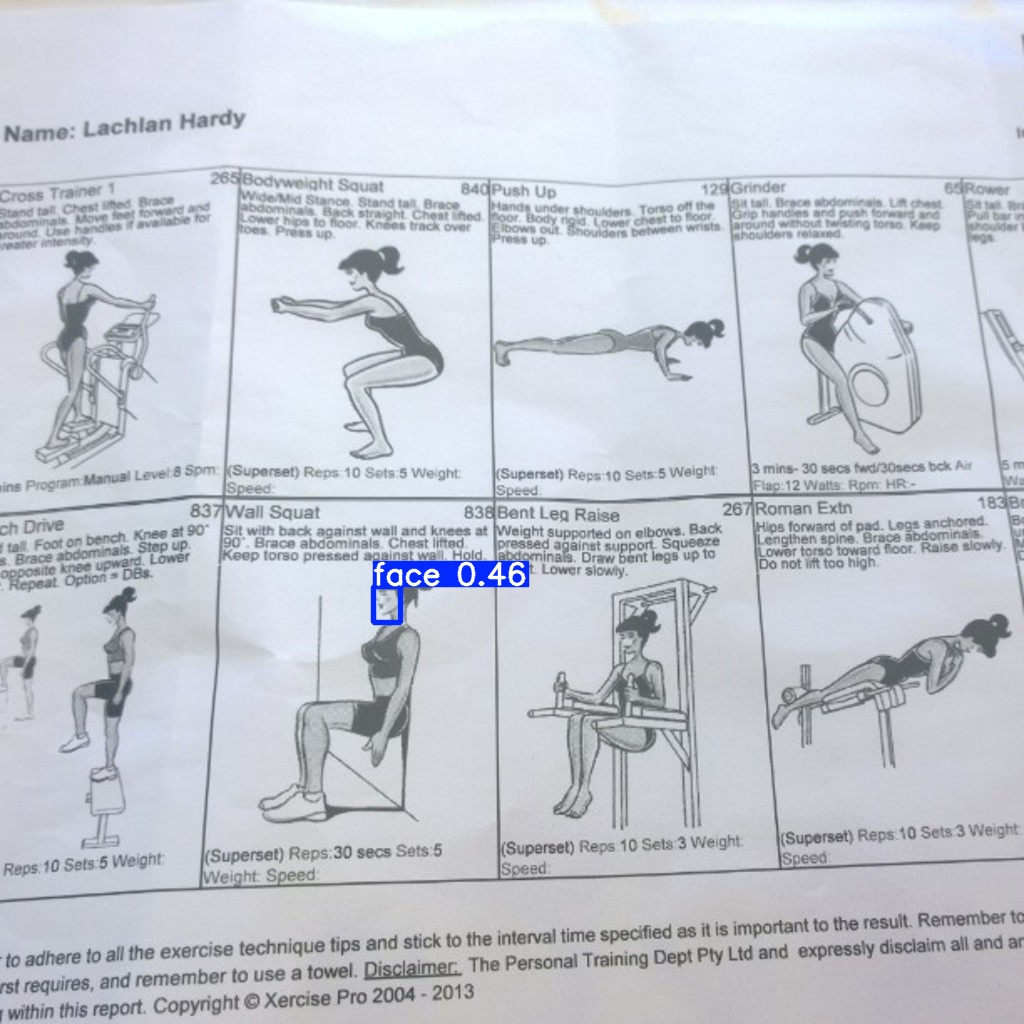 Name: Lachlan Hardy
Cross Trainer 1 265
Stand tall. Chest lifted. Brace
abdominals. Move feet forward and
around. Use handles if available for
greater intensity.
Program:Manual Level:8 Spm:
Bodyweight Squat 840
Wide/Mid Stance. Stand tall. Brace
abdominals. Back straight. Chest lifted.
Lower hips to floor. Knees track over
toes. Press up.
(Superset) Reps:10 Sets:5 Weight:
Speed:
Push Up 129
Hands under shoulders. Torso off the
floor. Body rigid. Lower chest to floor.
Elbows out. Shoulders between wrists.
Press up.
(Superset) Reps:10 Sets:5 Weight:
Speed:
Grinder 65
Sit tall. Brace abdominals. Lift chest.
Grip handles and push forward and
around without twisting torso. Keep
shoulders relaxed.
3 mins- 30 secs fwd/30secs bck Air
Flap:12 Watts: Rpm: HR:-
Rower
Sit tall.
Pull bar in
shoulder
legs.
5 m
ch Drive 837
tall. Foot on bench. Knee at 90°
s. Brace abdominals. Step up.
opposite knee upward. Lower
Repeat. Option = DBs.
Reps:10 Sets:5 Weight:
Wall Squat 838
Sit with back against wall and knees at
90°. Brace abdominals. Chest lifted.
Keep torso pressed against wall. Hold.
face 0.46
(Superset) Reps:30 secs Sets:5
Weight: Speed:
Bent Leg Raise 267
Weight supported on elbows. Back
pressed against support. Squeeze
abdominals. Draw bent legs up to
t. Lower slowly.
(Superset) Reps:10 Sets:3 Weight:
Speed:
Roman Extn 183
Hips forward of pad. Legs anchored.
Lengthen spine. Brace abdominals.
Lower torso toward floor. Raise slowly.
Do not lift too high.
(Superset) Reps:10 Sets:3 Weight:
Speed:
to adhere to all the exercise technique tips and stick to the interval time specified as it is important to the result. Remember to
rst requires, and remember to use a towel. Disclaimer: The Personal Training Dept Pty Ltd and expressly disclaim all and an
within this report. Copyright © Xercise Pro 2004 - 2013